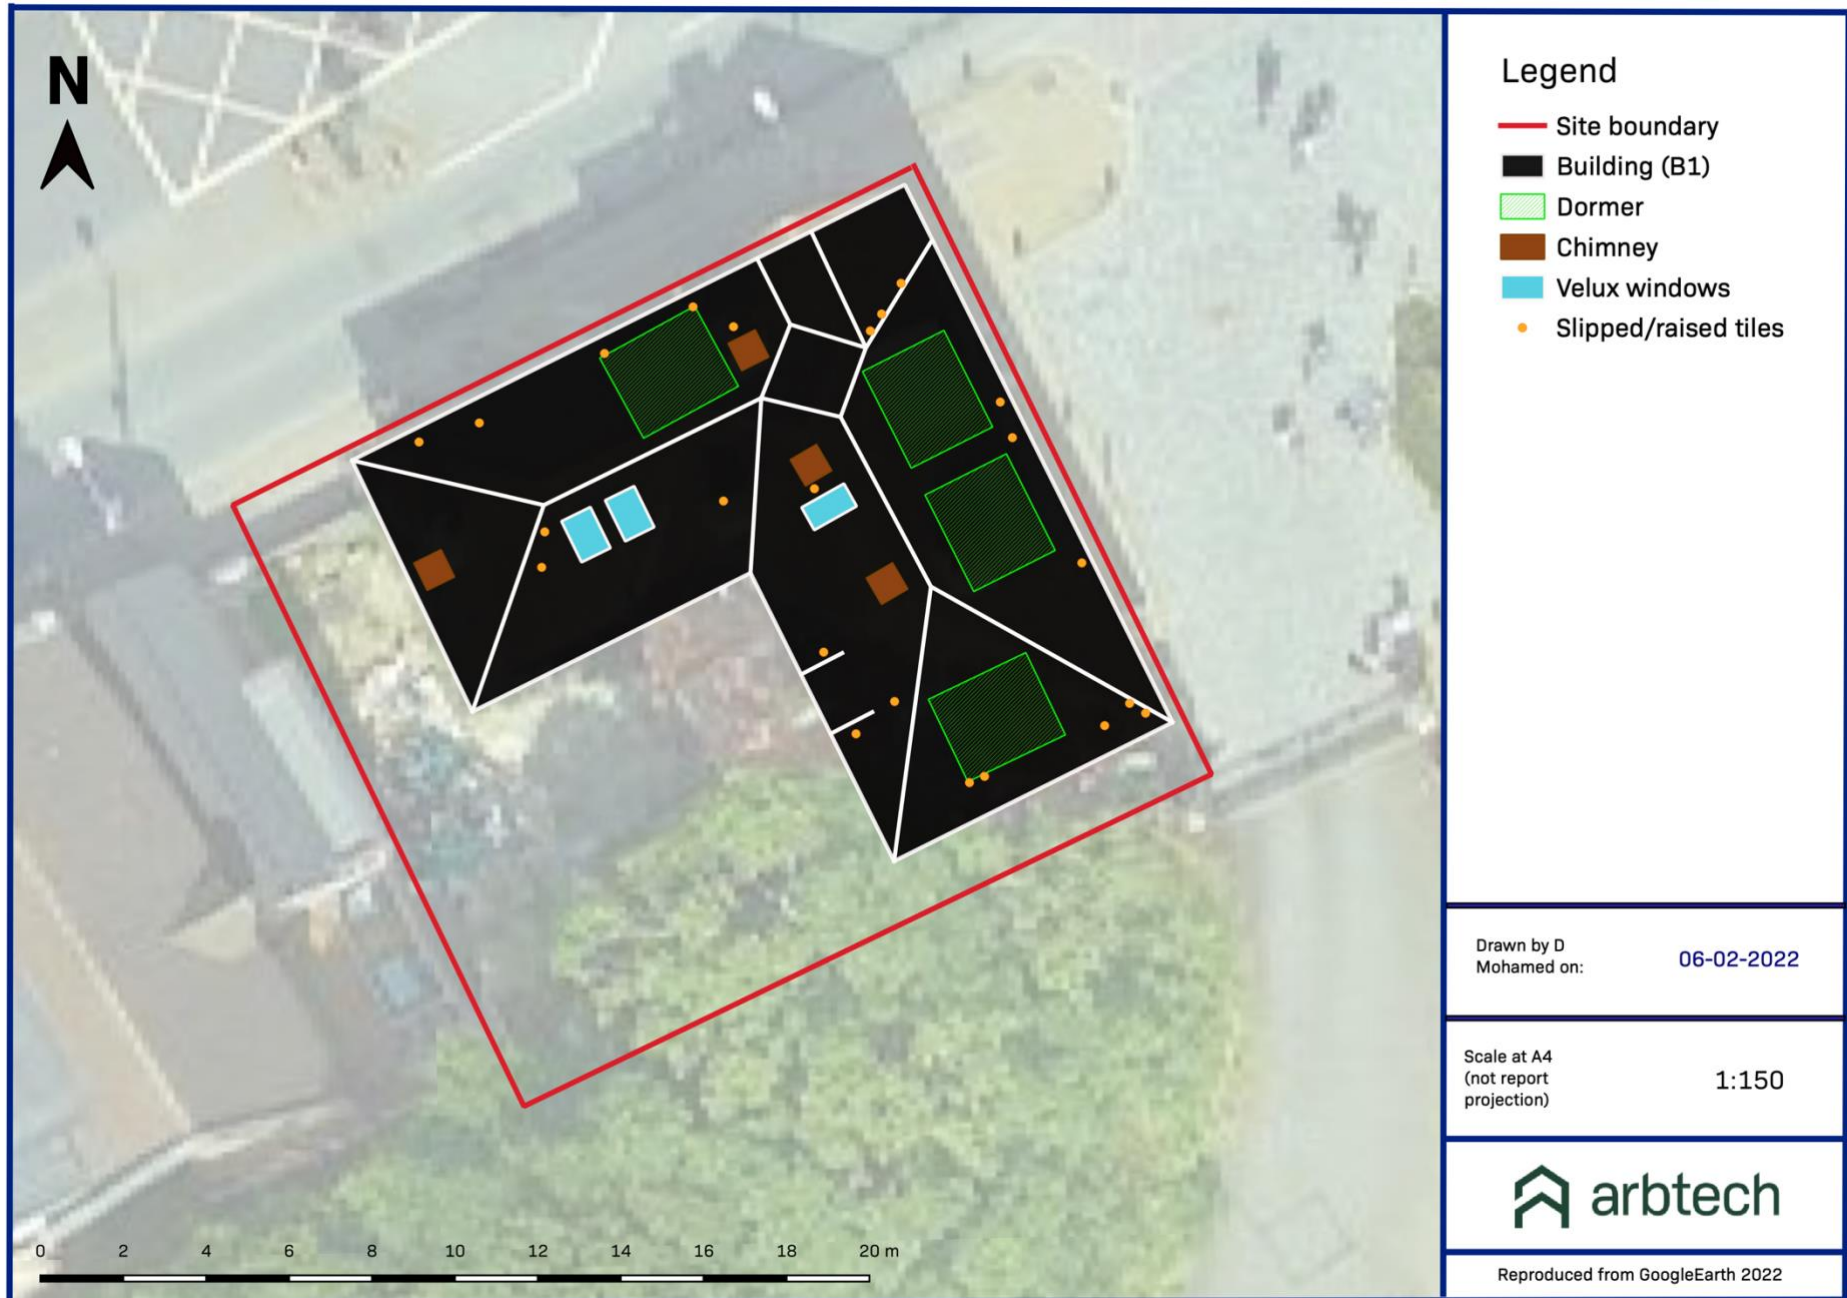 N
Legend
Site boundary
Building (B1)
Dormer
Chimney
Velux windows
Slipped/raised tiles
Drawn by D
Mohamed on:
06-02-2022
Scale at A4
(not report
projection)
1:150
arbtech
Reproduced from GoogleEarth 2022
0 2 4 6 8 10 12 14 16 18 20 m